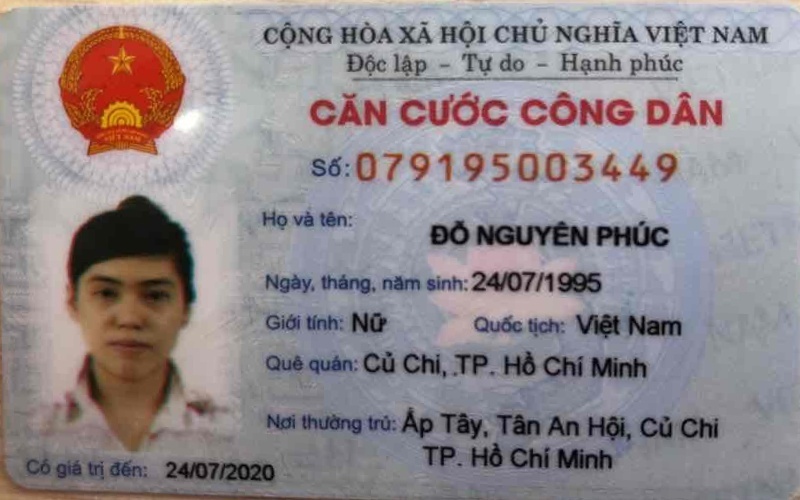 CỘNG HÒA XÃ HỘI CHỦ NGHĨA VIỆT NAM
Độc lập - Tự do - Hạnh phúc
CĂN CƯỚC CÔNG DÂN
Số: 079195003449
Họ và tên:
ĐỖ NGUYÊN PHÚC
Ngày, tháng, năm sinh: 24/07/1995
Giới tính: Nữ Quốc tịch: Việt Nam
Quê quán: Củ Chi, TP. Hồ Chí Minh
Nơi thường trú: Ấp Tây, Tân An Hội, Củ Chi
TP. Hồ Chí Minh
Có giá trị đến: 24/07/2020